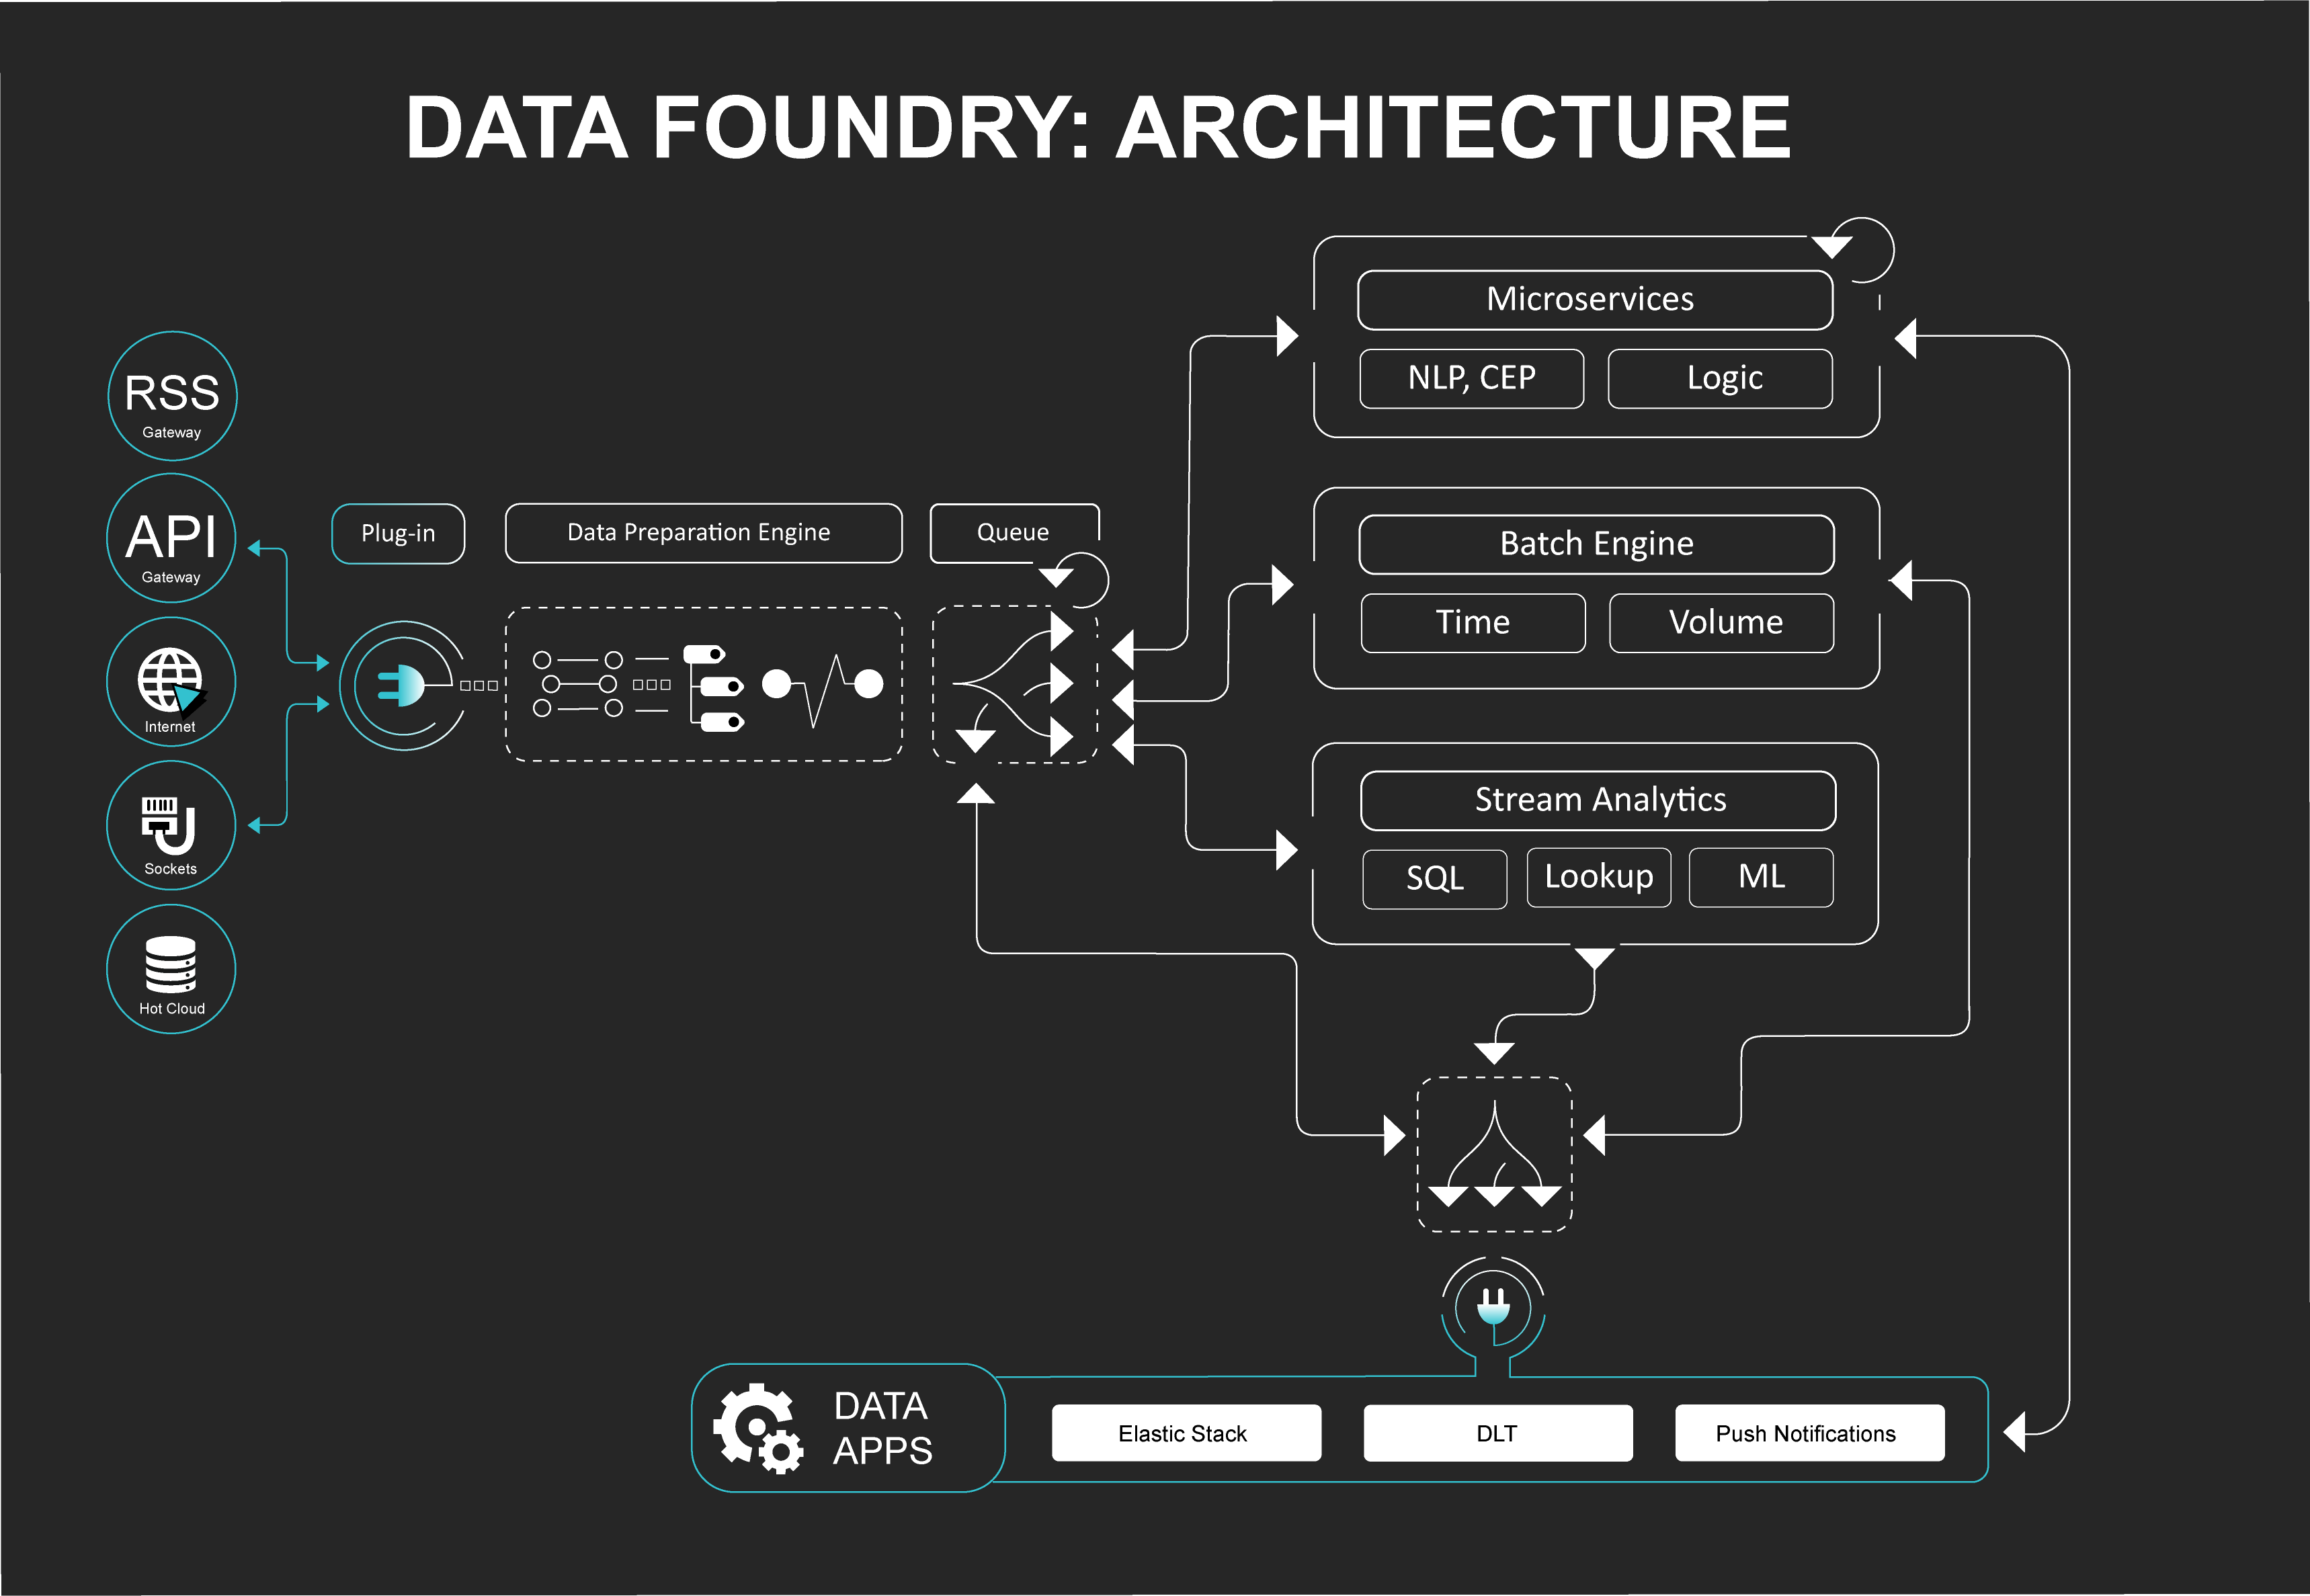 DATA FOUNDRY: ARCHITECTURE
RSS
Gateway
API
Gateway
Internet
Sockets
Hot Cloud
Plug-in
Data Preparation Engine
Queue
Microservices
NLP, CEP
Logic
Batch Engine
Time
Volume
Stream Analytics
SQL
Lookup
ML
DATA
APPS
Elastic Stack
DLT
Push Notifications